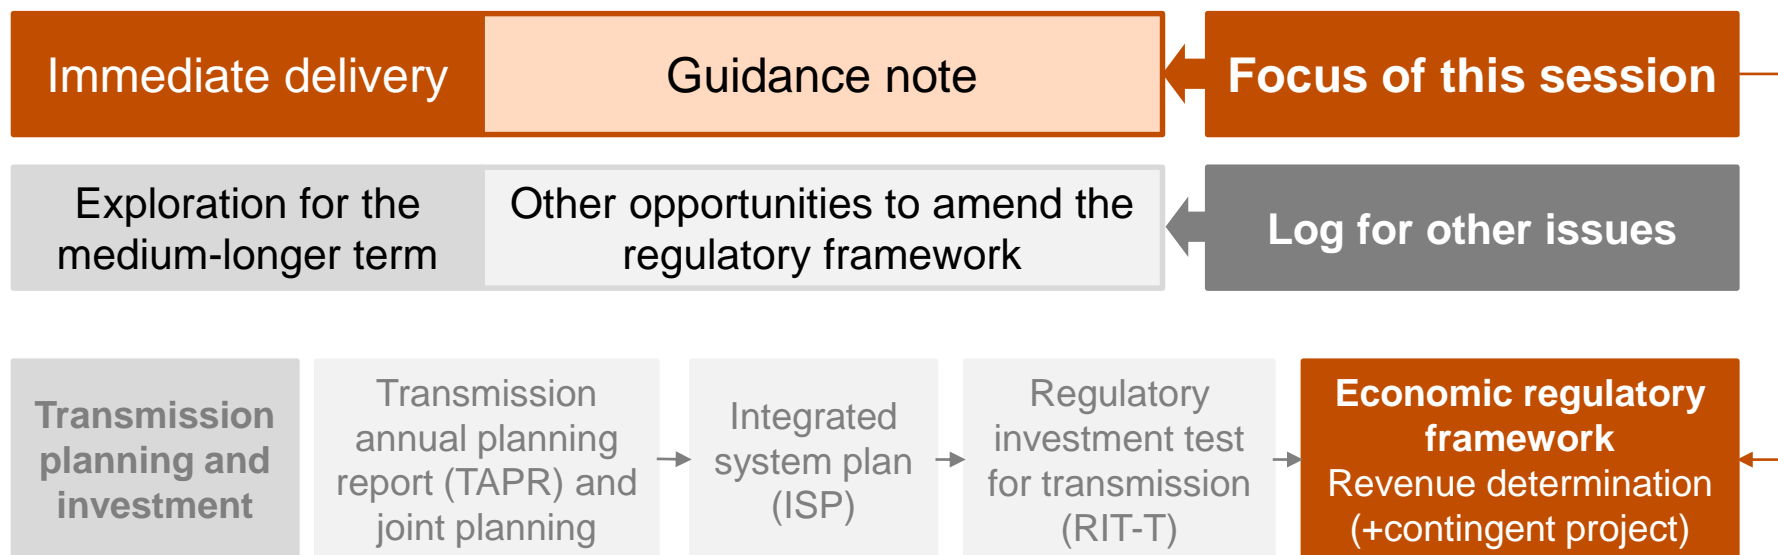 Immediate delivery
Guidance note
Focus of this session
Exploration for the
medium-longer term
Other opportunities to amend the
regulatory framework
Log for other issues
Transmission
planning and
investment
Transmission
annual planning
report (TAPR) and
joint planning
Integrated
system plan
(ISP)
Regulatory
investment test
for transmission
(RIT-T)
Economic regulatory
framework
Revenue determination
(+contingent project)